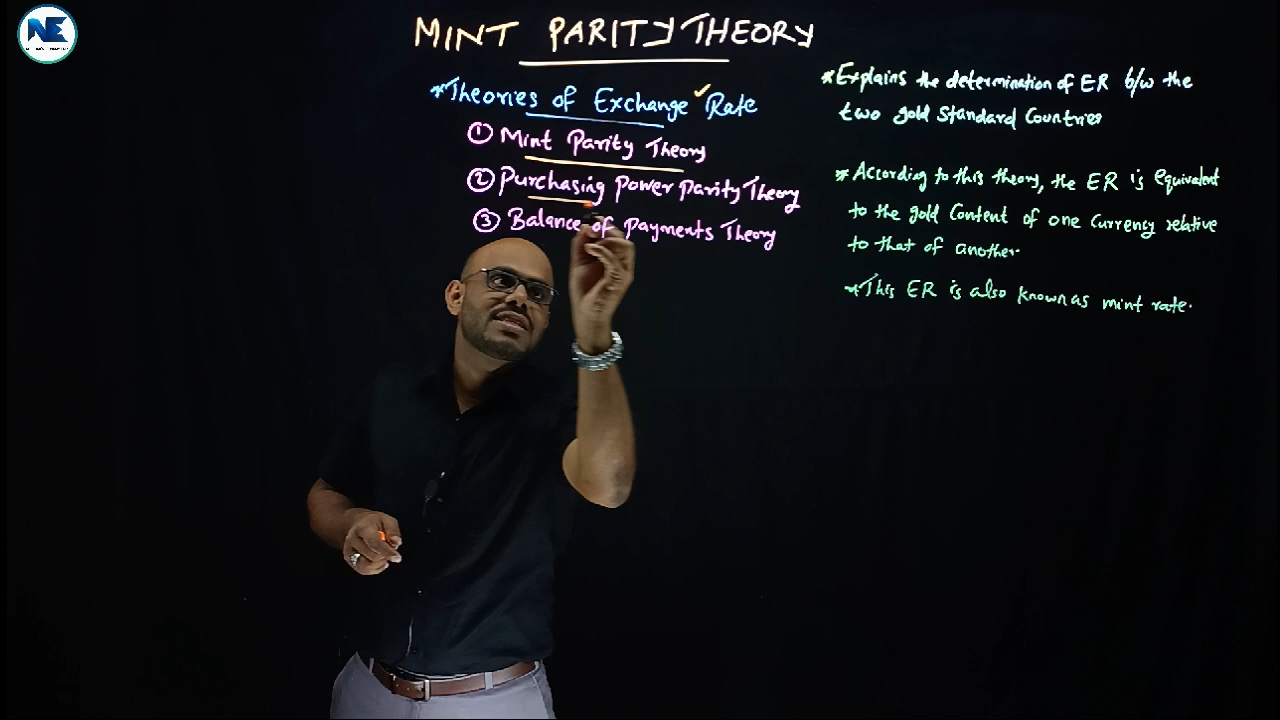 NE
MINT PARITY THEORY
* Theories of Exchange Rate
① Mint Parity Theory
② Purchasing Power Parity Theory
③ Balance of Payments Theory
* Explains the determination of ER b/w the
two gold Standard Countries
* According to this theory, the ER is equivalent
to the gold Content of one Currency relative
to that of another.
* This ER is also known as mint rate.